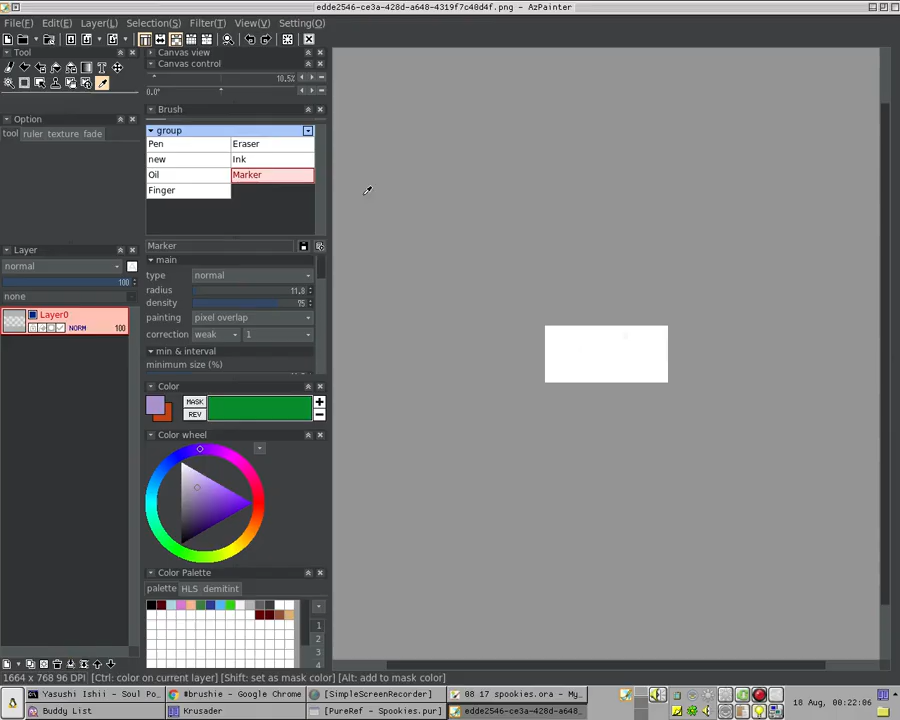 edde2546-ce3a-428d-a648-4319f7c40d4f.png - AzPainter
File(F) Edit(E) Layer(L) Selection(S) Filter(T) View(V) Setting(O)
Tool
Option
tool ruler texture fade
Layer
normal
100
none
Layer0
NORM 100
Canvas view
Canvas control
10.5%
0.0°
Brush
group
Pen Eraser
new Ink
Oil Marker
Finger
Marker
main
type normal
radius 11.8
density 75
painting pixel overlap
correction weak 1
min & interval
minimum size (%)
Color
MASK
REV
Color wheel
Color Palette
palette HLS demitint
1
2
3
4
1664 x 768 96 DPI [Ctrl: color on current layer] [Shift: set as mask color] [Alt: add to mask color]
Yasushi Ishii - Soul Po... #brushie - Google Chrome [SimpleScreenRecorder] 08 17 spookies.ora - My...
Buddy List Krusader [PureRef - Spookies.pur] edde2546-ce3a-428d-a648...
18 Aug, 00:22:06